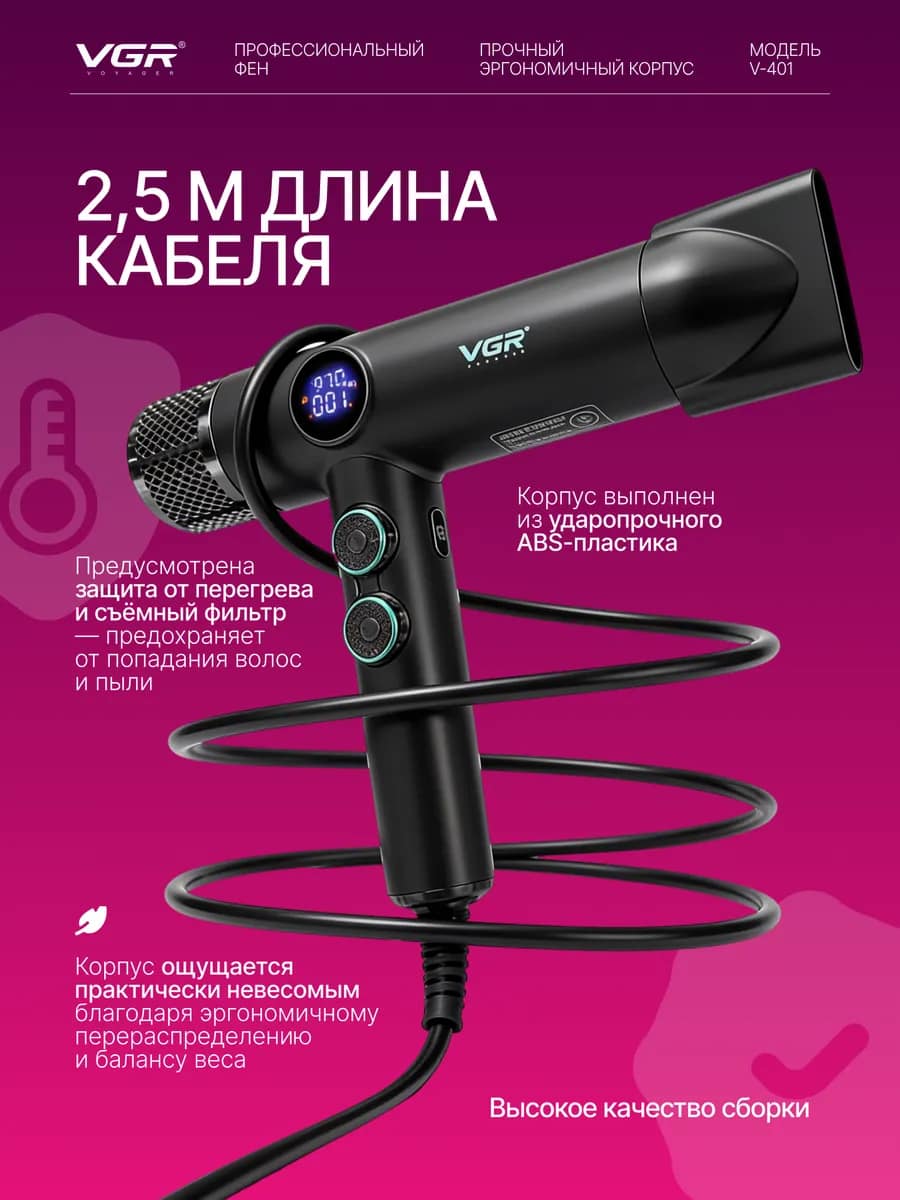 VGR®
VOYAGER
ПРОФЕССИОНАЛЬНЫЙ
ФЕН
ПРОЧНЫЙ
ЭРГОНОМИЧНЫЙ КОРПУС
МОДЕЛЬ
V-401
2,5 М ДЛИНА
КАБЕЛЯ
VGR®
VOYAGER
001
Корпус выполнен
из ударопрочного
ABS-пластика
Предусмотрена
защита от перегрева
и съёмный фильтр
— предохраняет
от попадания волос
и пыли
Корпус ощущается
практически невесомым
благодаря эргономичному
перераспределению
и балансу веса
Высокое качество сборки